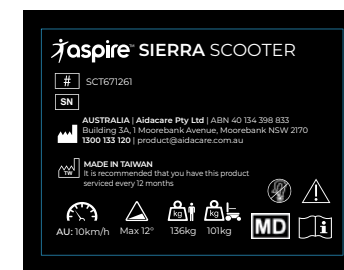 aspire™ SIERRA SCOOTER
# SCT671261
SN
AUSTRALIA | Aidacare Pty Ltd | ABN 40 134 398 833
Building 3A, 1 Moorebank Avenue, Moorebank NSW 2170
1300 133 120 | product@aidacare.com.au
MADE IN TAIWAN
TW It is recommended that you have this product
serviced every 12 months
kg kg
MD i
AU: 10km/h Max 12° 136kg 101kg